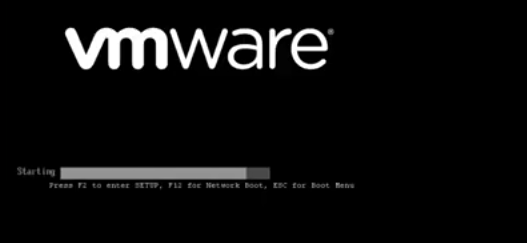 vmware®
Starting
Press F2 to enter SETUP, F12 for Network Boot, ESC for Boot Menu